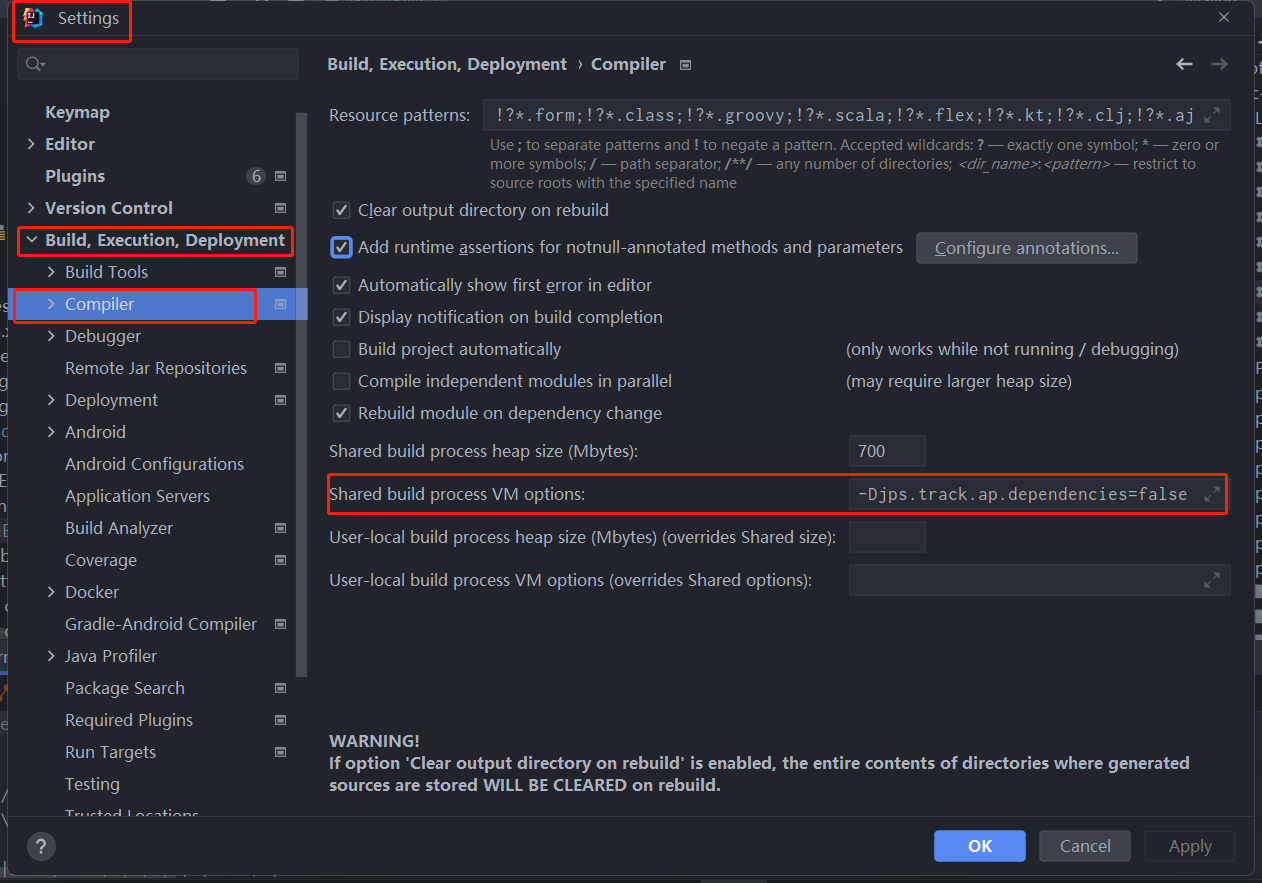 Settings
Build, Execution, Deployment › Compiler
Keymap
Editor
Plugins 6
Version Control
Build, Execution, Deployment
Build Tools
Compiler
Debugger
Remote Jar Repositories
Deployment
Android
Android Configurations
Application Servers
Build Analyzer
Coverage
Docker
Gradle-Android Compiler
Java Profiler
Package Search
Required Plugins
Run Targets
Testing
Trusted Locations
Resource patterns: !?*.form;!?*.class;!?*.groovy;!?*.scala;!?*.flex;!?*.kt;!?*.clj;!?*.aj
Use ; to separate patterns and ! to negate a pattern. Accepted wildcards: ? — exactly one symbol; * — zero or
more symbols; / — path separator; /**/ — any number of directories; <dir_name>:<pattern> — restrict to
source roots with the specified name
Clear output directory on rebuild
Add runtime assertions for notnull-annotated methods and parameters Configure annotations...
Automatically show first error in editor
Display notification on build completion
Build project automatically (only works while not running / debugging)
Compile independent modules in parallel (may require larger heap size)
Rebuild module on dependency change
Shared build process heap size (Mbytes): 700
Shared build process VM options: -Djps.track.ap.dependencies=false
User-local build process heap size (Mbytes) (overrides Shared size):
User-local build process VM options (overrides Shared options):
WARNING!
If option 'Clear output directory on rebuild' is enabled, the entire contents of directories where generated
sources are stored WILL BE CLEARED on rebuild.
? OK Cancel Apply